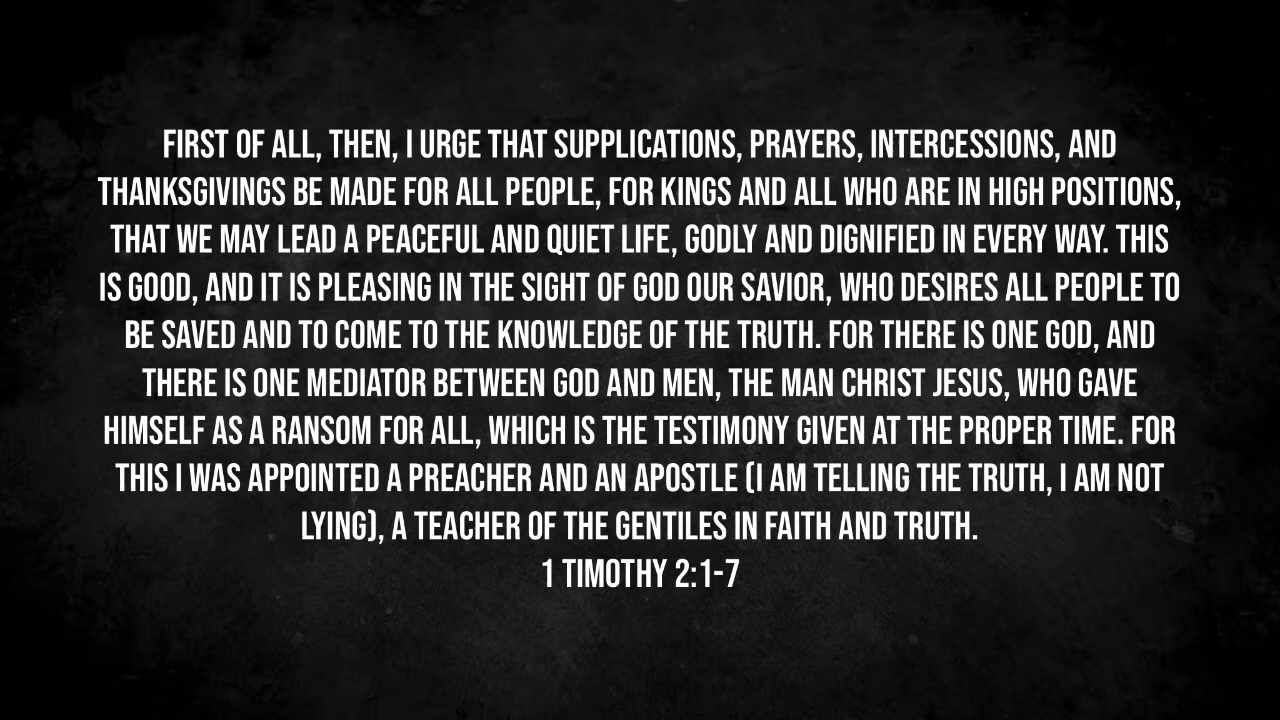 FIRST OF ALL, THEN, I URGE THAT SUPPLICATIONS, PRAYERS, INTERCESSIONS, AND
THANKSGIVINGS BE MADE FOR ALL PEOPLE, FOR KINGS AND ALL WHO ARE IN HIGH POSITIONS,
THAT WE MAY LEAD A PEACEFUL AND QUIET LIFE, GODLY AND DIGNIFIED IN EVERY WAY. THIS
IS GOOD, AND IT IS PLEASING IN THE SIGHT OF GOD OUR SAVIOR, WHO DESIRES ALL PEOPLE TO
BE SAVED AND TO COME TO THE KNOWLEDGE OF THE TRUTH. FOR THERE IS ONE GOD, AND
THERE IS ONE MEDIATOR BETWEEN GOD AND MEN, THE MAN CHRIST JESUS, WHO GAVE
HIMSELF AS A RANSOM FOR ALL, WHICH IS THE TESTIMONY GIVEN AT THE PROPER TIME. FOR
THIS I WAS APPOINTED A PREACHER AND AN APOSTLE (I AM TELLING THE TRUTH, I AM NOT
LYING), A TEACHER OF THE GENTILES IN FAITH AND TRUTH.
1 TIMOTHY 2:1-7